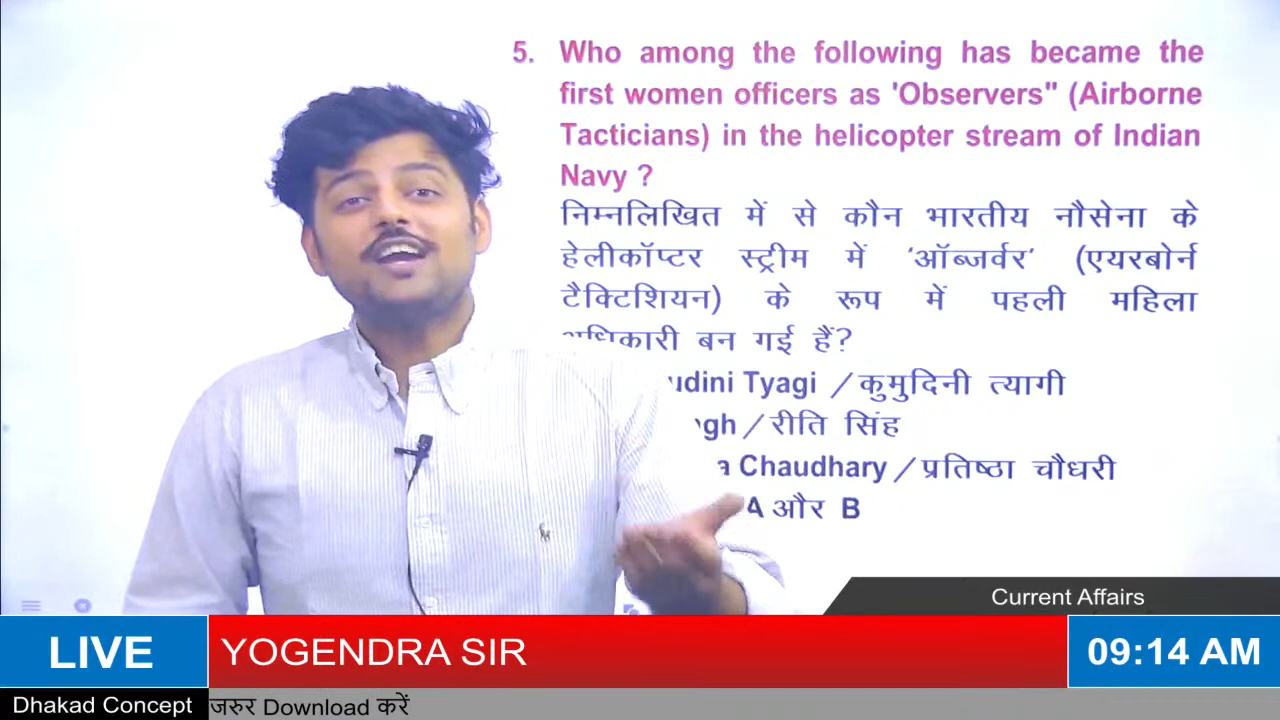 5. Who among the following has became the
first women officers as 'Observers" (Airborne
Tacticians) in the helicopter stream of Indian
Navy ?
निम्नलिखित में से कौन भारतीय नौसेना के
हेलीकॉप्टर स्ट्रीम में 'ऑब्जर्वर' (एयरबोर्न
टैक्टिशियन) के रूप में पहली महिला
बन गई हैं?
Tyagi / कुमुदिनी त्यागी
/ रीति सिंह
Chaudhary / प्रतिष्ठा चौधरी
A और B
Current Affairs
LIVE YOGENDRA SIR 09:14 AM
Dhakad Concept जरुर Download करें